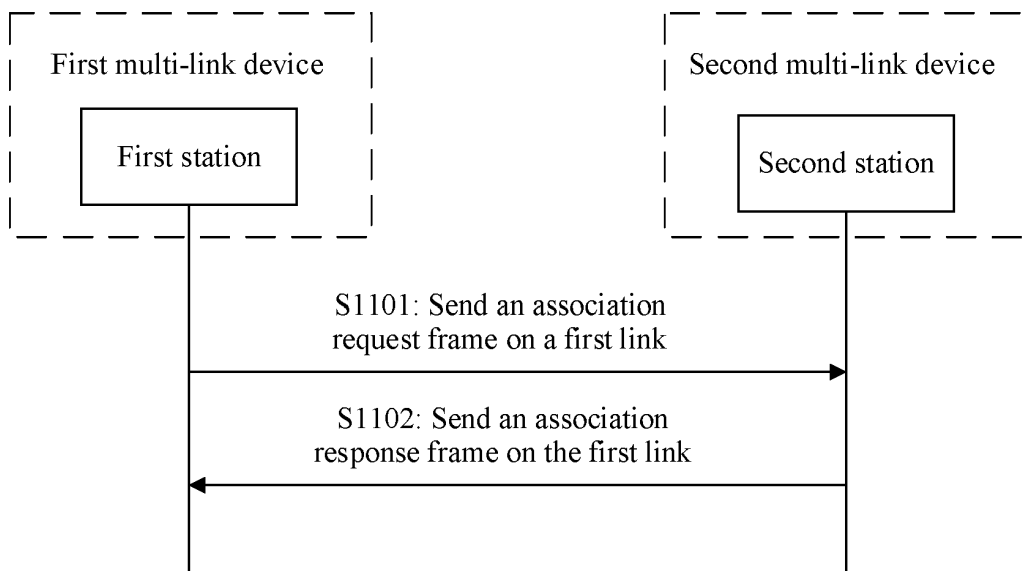 First multi-link device
Second multi-link device
First station
Second station
S1101: Send an association
request frame on a first link
S1102: Send an association
response frame on the first link